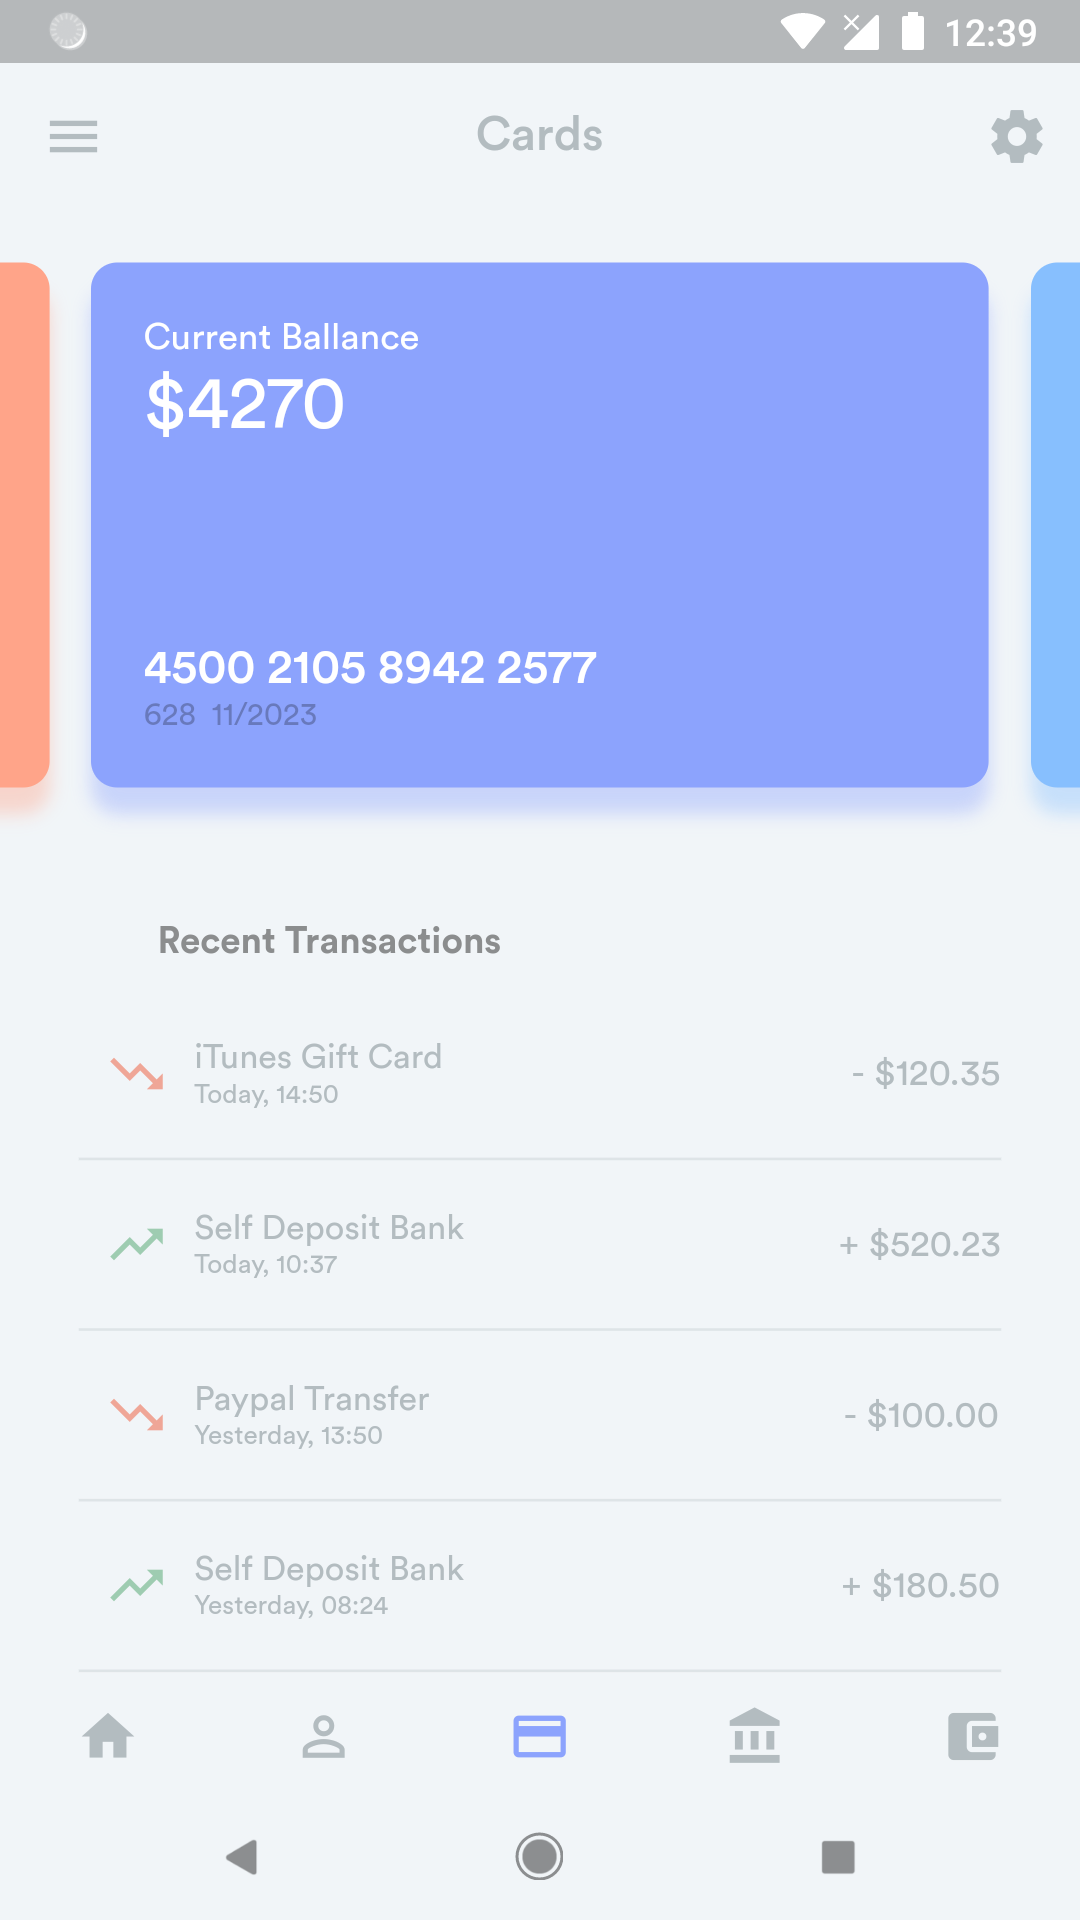 12:39
Cards
Current Ballance
$4270
4500 2105 8942 2577
628 11/2023
Recent Transactions
iTunes Gift Card
Today, 14:50
- $120.35
Self Deposit Bank
Today, 10:37
+ $520.23
Paypal Transfer
Yesterday, 13:50
- $100.00
Self Deposit Bank
Yesterday, 08:24
+ $180.50